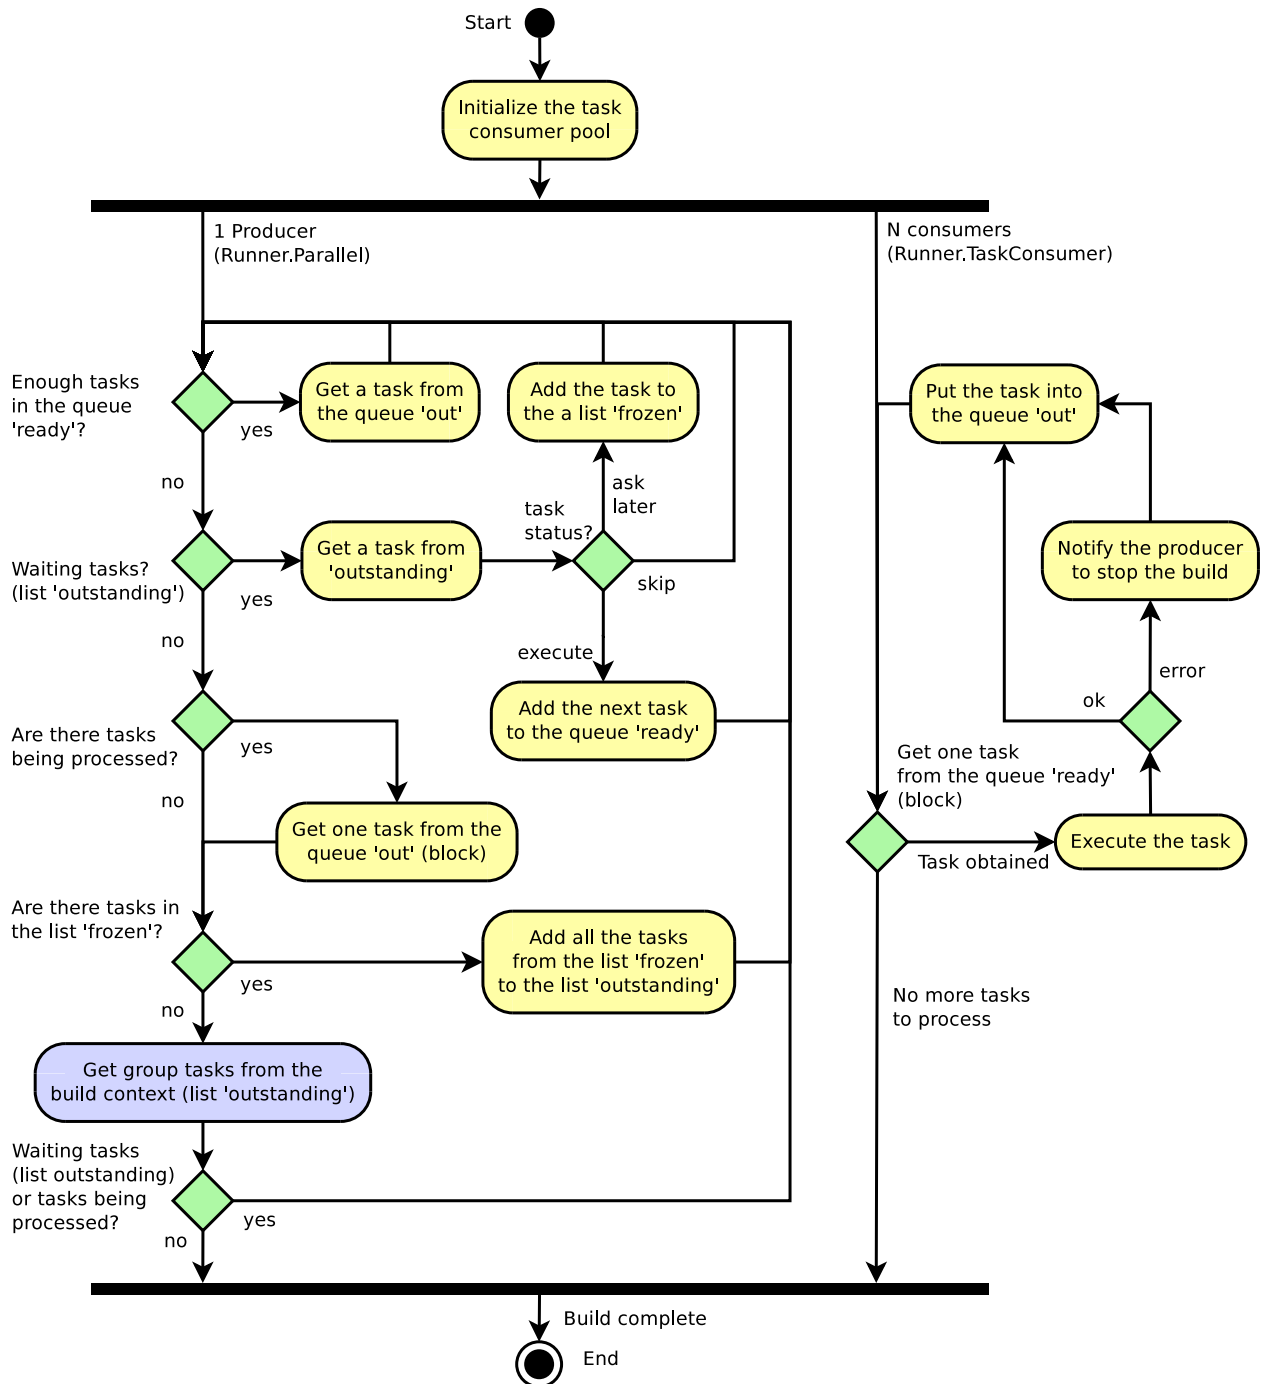 Start
Initialize the task
consumer pool
1 Producer
(Runner.Parallel)
N consumers
(Runner.TaskConsumer)
Enough tasks
in the queue
'ready'?
yes
Get a task from
the queue 'out'
Add the task to
the a list 'frozen'
Put the task into
the queue 'out'
no
ask
later
task
status?
Waiting tasks?
(list 'outstanding')
yes
Get a task from
'outstanding'
skip
Notify the producer
to stop the build
no
execute
Add the next task
to the queue 'ready'
error
ok
Are there tasks
being processed?
yes
no
Get one task from the
queue 'out' (block)
Get one task
from the queue 'ready'
(block)
Task obtained
Execute the task
Are there tasks in
the list 'frozen'?
yes
Add all the tasks
from the list 'frozen'
to the list 'outstanding'
no
No more tasks
to process
Get group tasks from the
build context (list 'outstanding')
Waiting tasks
(list outstanding)
or tasks being
processed?
yes
no
Build complete
End